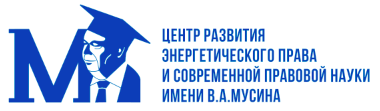 М
ЦЕНТР РАЗВИТИЯ
ЭНЕРГЕТИЧЕСКОГО ПРАВА
И СОВРЕМЕННОЙ ПРАВОВОЙ НАУКИ
ИМЕНИ В.А.МУСИНА